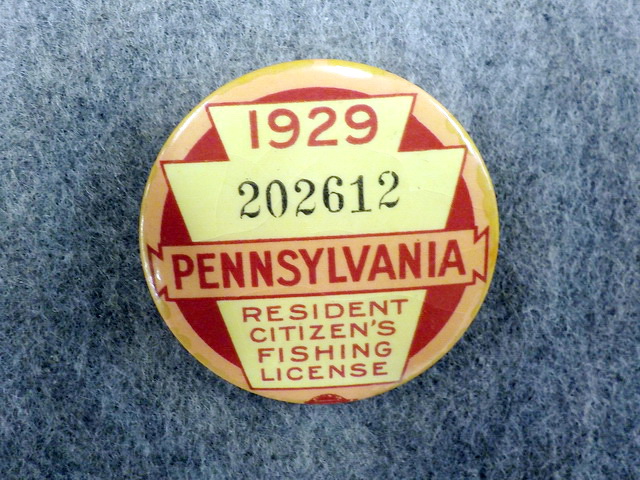 1929
202612
PENNSYLVANIA
RESIDENT
CITIZEN'S
FISHING
LICENSE